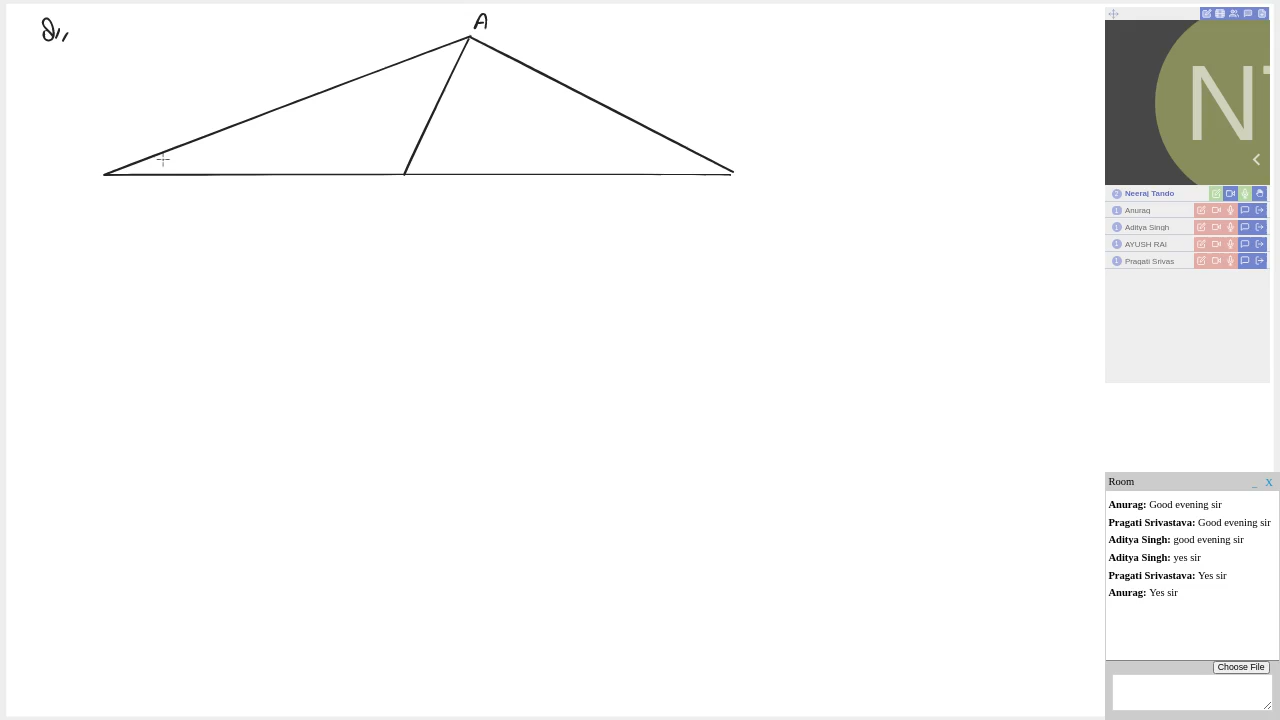 A
N
Neeraj Tando
Anurag
Aditya Singh
AYUSH RAI
Pragati Srivas
Room
_ X
Anurag: Good evening sir
Pragati Srivastava: Good evening sir
Aditya Singh: good evening sir
Aditya Singh: yes sir
Pragati Srivastava: Yes sir
Anurag: Yes sir
Choose File